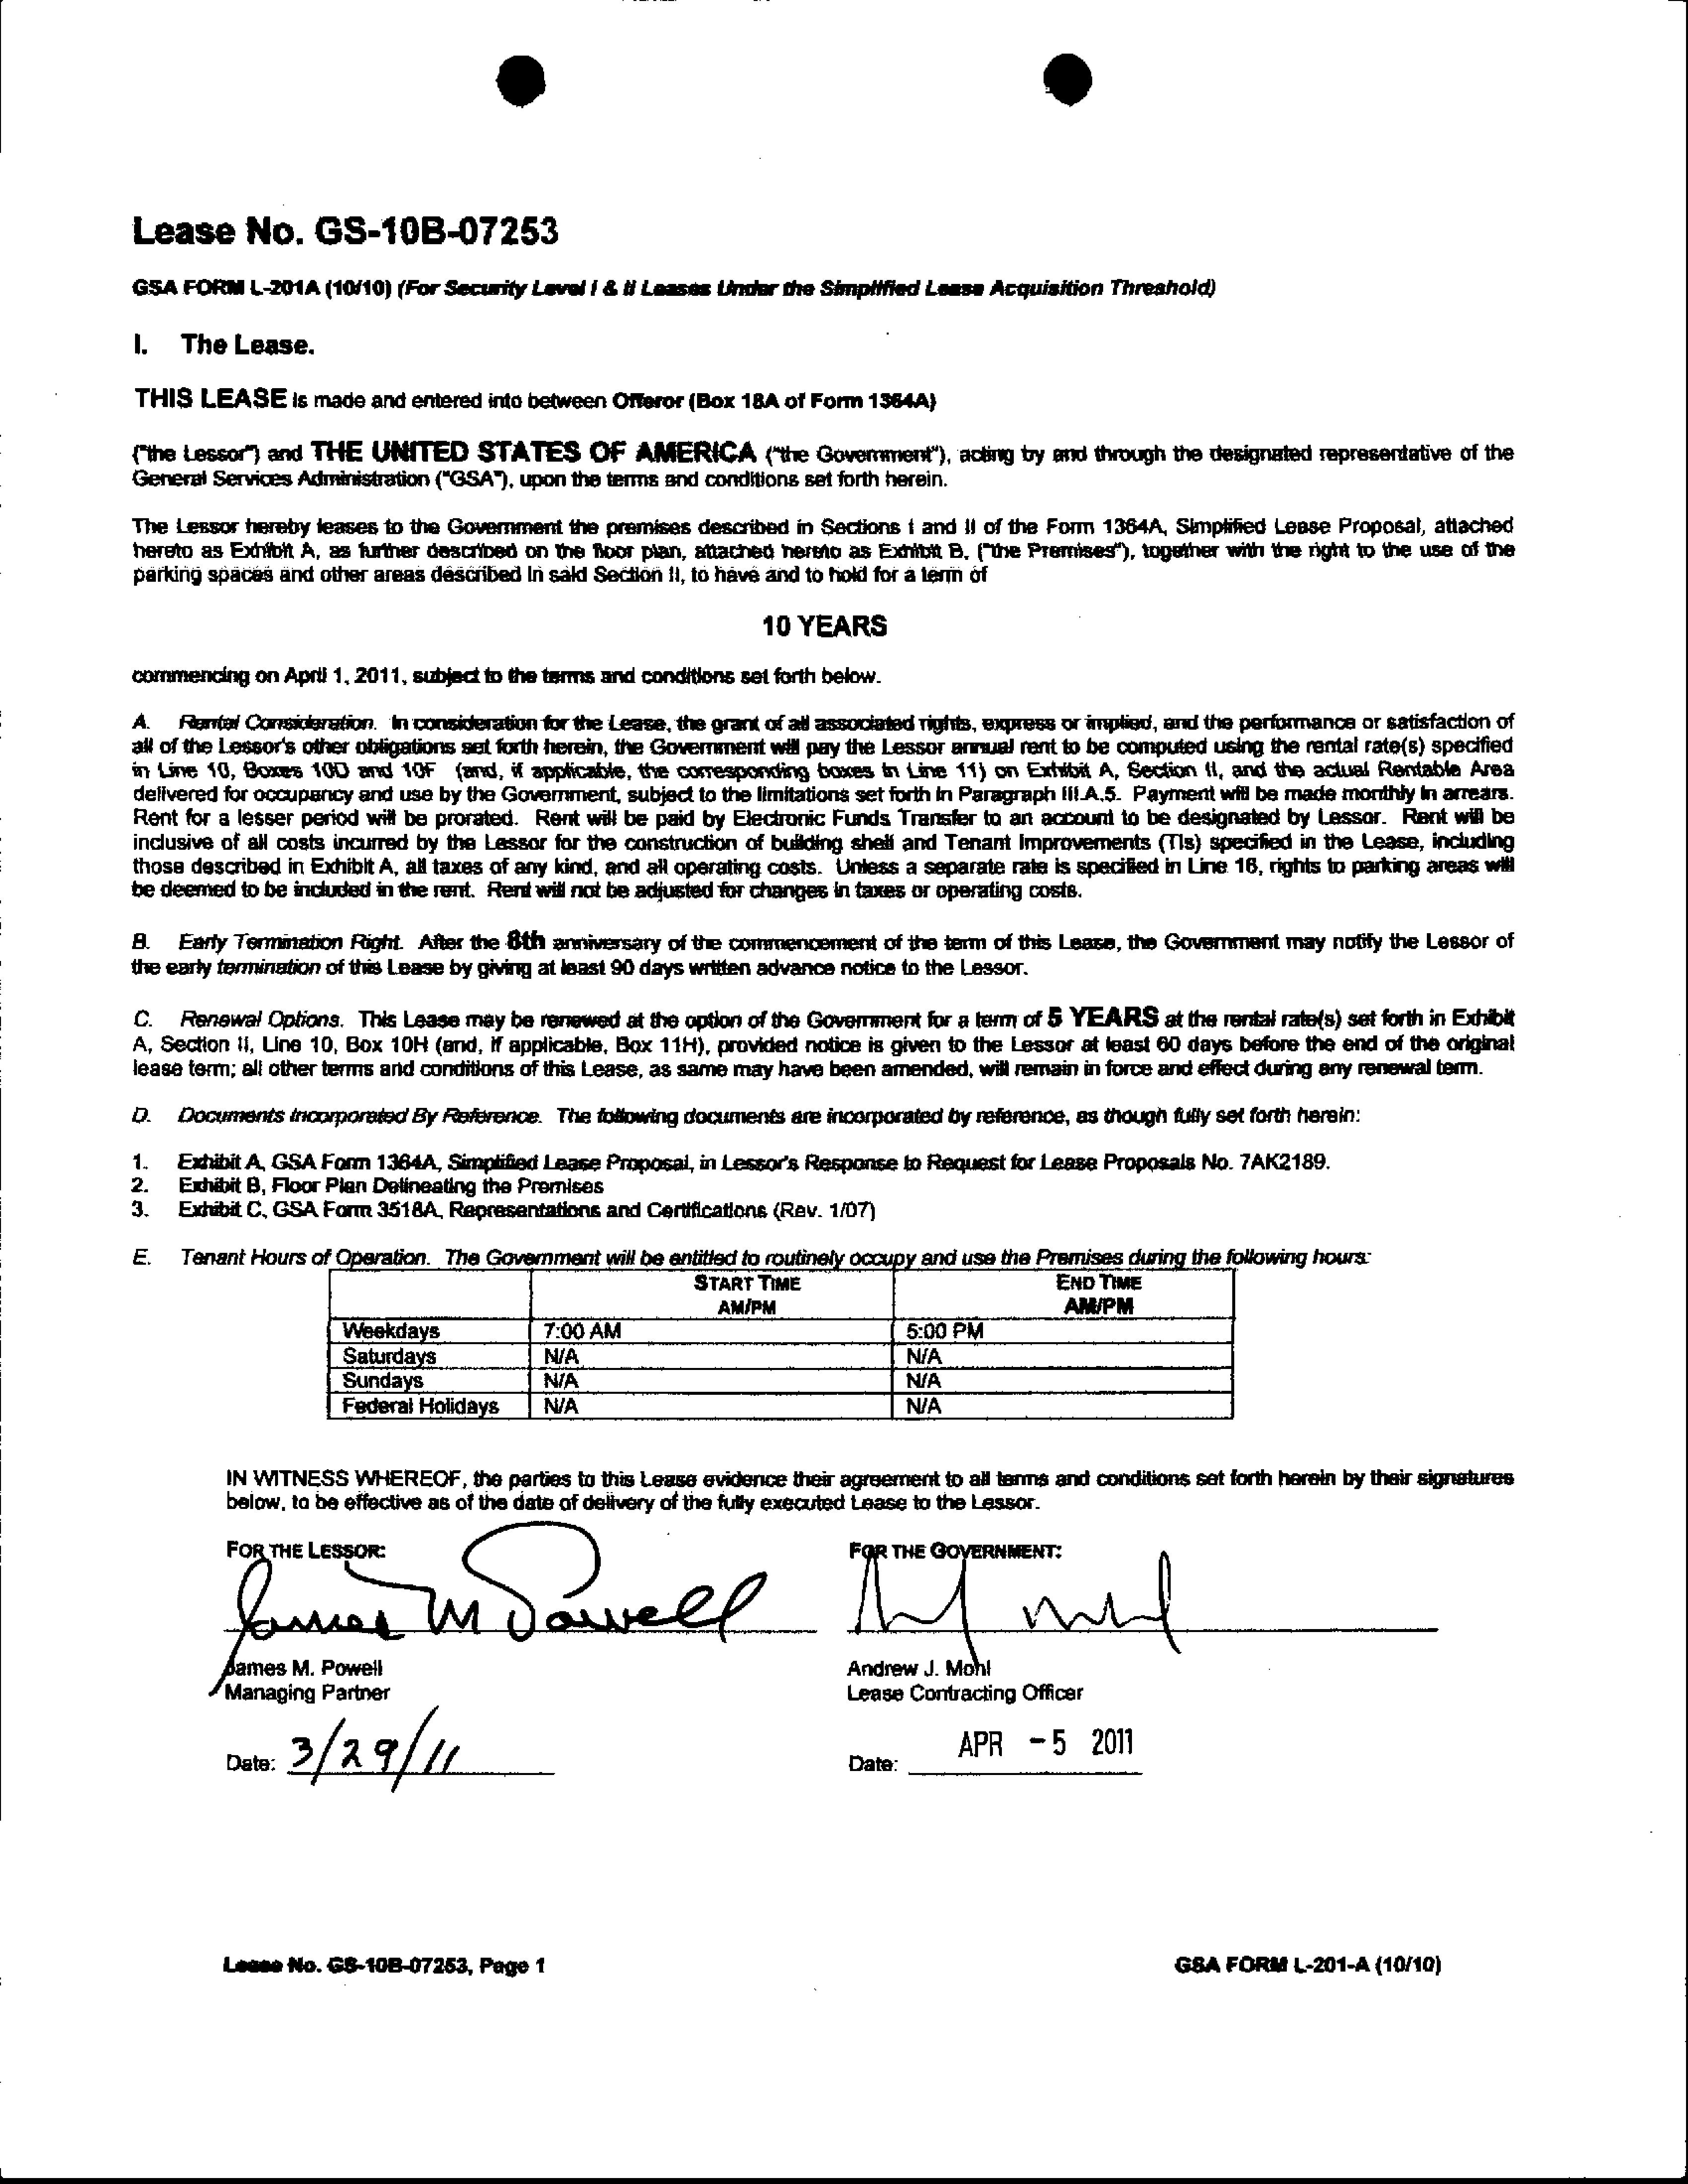 Lease No. GS-10B-07253
GSA FORM L-201A (10/10) (For Security Level I & II Leases Under the Simplified Lease Acquisition Threshold)
I. The Lease.
THIS LEASE is made and entered into between Offeror (Box 18A of Form 1364A)
("the Lessor") and THE UNITED STATES OF AMERICA ("the Government"), acting by and through the designated representative of the
General Services Administration ("GSA"), upon the terms and conditions set forth herein.
The Lessor hereby leases to the Government the premises described in Sections I and II of the Form 1364A, Simplified Lease Proposal, attached
hereto as Exhibit A, as further described on the floor plan, attached hereto as Exhibit B, ("the Premises"), together with the right to the use of the
parking spaces and other areas described in said Section II, to have and to hold for a term of
10 YEARS
commencing on April 1, 2011, subject to the terms and conditions set forth below.
A. Rental Consideration. In consideration for the Lease, the grant of all associated rights, express or implied, and the performance or satisfaction of
all of the Lessor's other obligations set forth herein, the Government will pay the Lessor annual rent to be computed using the rental rate(s) specified
in Line 10, Boxes 10D and 10F (and, if applicable, the corresponding boxes in Line 11) on Exhibit A, Section II, and the actual Rentable Area
delivered for occupancy and use by the Government, subject to the limitations set forth in Paragraph III.A.5. Payment will be made monthly in arrears.
Rent for a lesser period will be prorated. Rent will be paid by Electronic Funds Transfer to an account to be designated by Lessor. Rent will be
inclusive of all costs incurred by the Lessor for the construction of building shell and Tenant Improvements (TIs) specified in the Lease, including
those described in Exhibit A, all taxes of any kind, and all operating costs. Unless a separate rate is specified in Line 16, rights to parking areas will
be deemed to be included in the rent. Rent will not be adjusted for changes in taxes or operating costs.
B. Early Termination Right. After the anniversary of the commencement of the term of this Lease, the Government may notify the Lessor of
the early termination of this Lease by giving at least 90 days written advance notice to the Lessor.
C. Renewal Options. This Lease may be renewed at the option of the Government for a term of 5 YEARS at the rental rate(s) set forth in Exhibit
A, Section II, Line 10, Box 10H (and, if applicable, Box 11H), provided notice is given to the Lessor at least 60 days before the end of the original
lease term; all other terms and conditions of this Lease, as same may have been amended, will remain in force and effect during any renewal term.
D. Documents Incorporated By Reference. The following documents are incorporated by reference, as though fully set forth herein:
1. Exhibit A, GSA Form 1364A, Simplified Lease Proposal, in Lessor's Response to Request for Lease Proposals No. 7AK2189.
2. Exhibit B, Floor Plan Delineating the Premises
3. Exhibit C, GSA Form 3518A, Representations and Certifications (Rev. 1/07)
E. Tenant Hours of Operation. The Government will be entitled to routinely occupy and use the Premises during the following hours:
START TIME END TIME
AM/PM AM/PM
Weekdays 7:00 AM 5:00 PM
Saturdays N/A N/A
Sundays N/A N/A
Federal Holidays N/A N/A
IN WITNESS WHEREOF, the parties to this Lease evidence their agreement to all terms and conditions set forth herein by their signatures
below, to be effective as of the date of delivery of the fully executed Lease to the Lessor.
FOR THE LESSOR: FOR THE GOVERNMENT:
James M Powell
James M. Powell Andrew J. Mohl
Managing Partner Lease Contracting Officer
Date: 3/29/11 Date: APR -5 2011
Lease No. GS-10B-07253, Page 1 GSA FORM L-201-A (10/10)